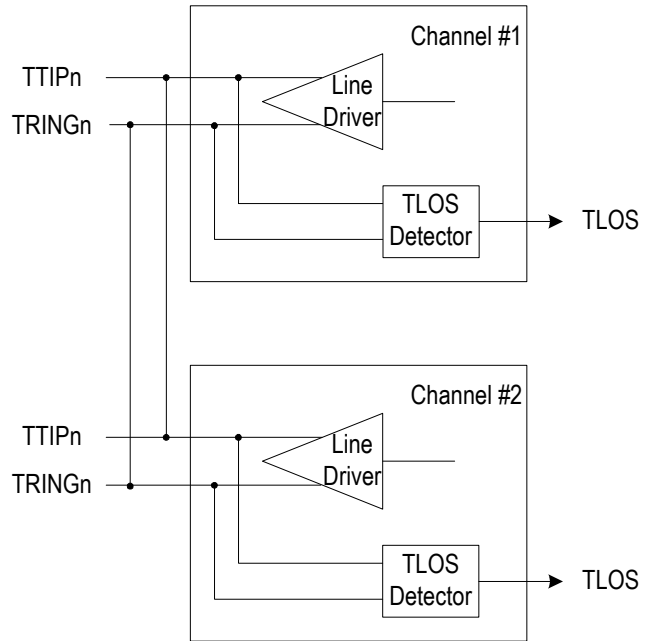 Channel #1
TTIPn
Line
Driver
TRINGn
TLOS
Detector
TLOS
Channel #2
TTIPn
Line
Driver
TRINGn
TLOS
Detector
TLOS